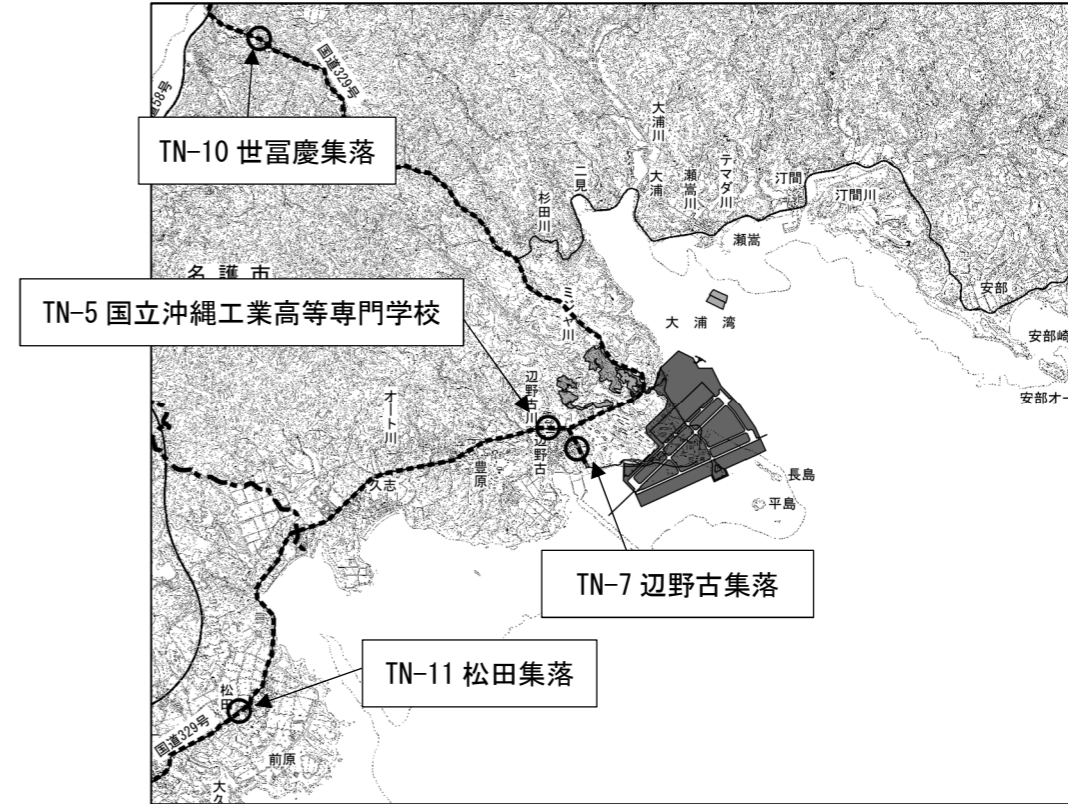 国道329号
道58号
TN-10 世冨慶集落
大浦川
大浦
瀬嵩川
テマダ川
汀間
汀間川
二見
杉田川
瀬嵩
名護市
安部
TN-5 国立沖縄工業高等専門学校
ミヤ川
大浦湾
安部崎
安部オー
辺野古川
辺野古
オート川
豊原
久志
長島
平島
TN-7 辺野古集落
TN-11 松田集落
松田
国道329号
前原
大久